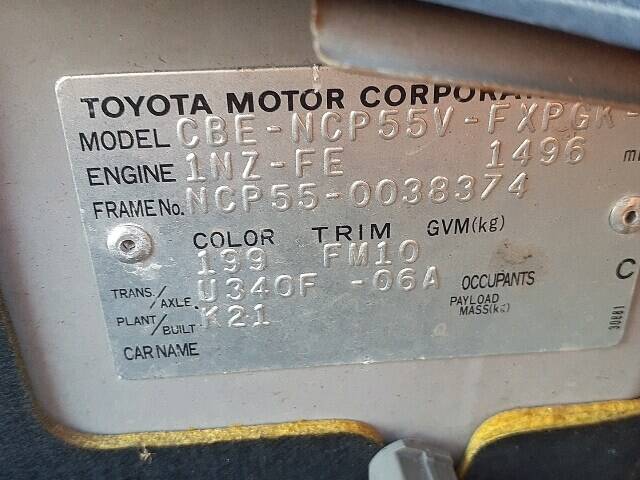 TOYOTA MOTOR CORPORA
MODEL CBE-NCP55V-FXPGK-
ENGINE 1NZ-FE 1496 m
FRAME No. NCP55-0038374
COLOR TRIM GVM(kg)
199 FM10
TRANS./AXLE. U340F -06A OCCUPANTS C
PLANT/BUILT K21 PAYLOAD MASS(kg)
CAR NAME
30881